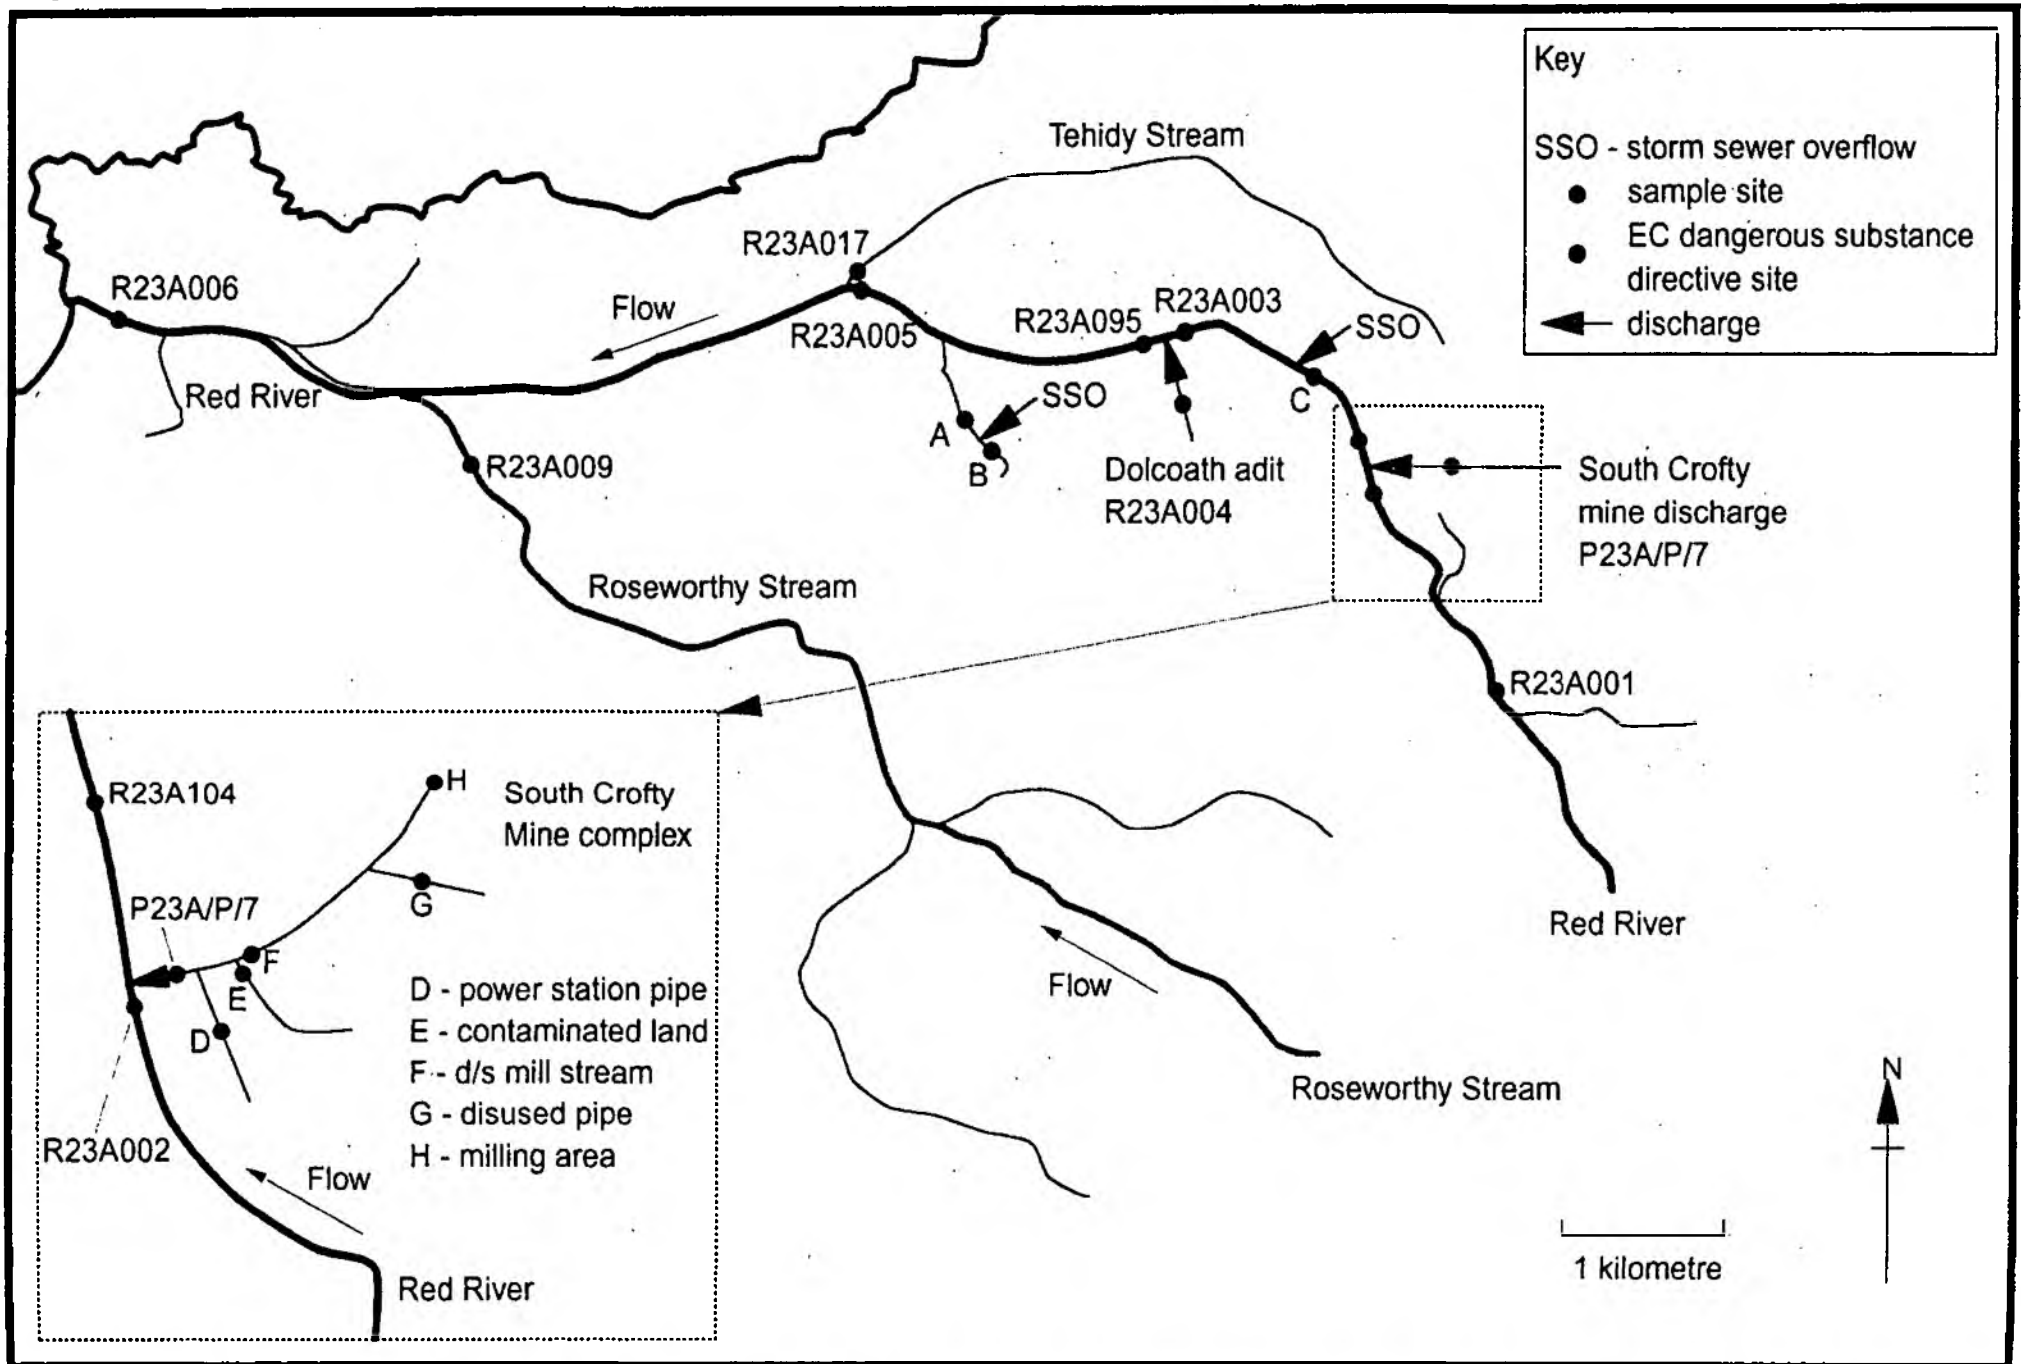 Key
SSO - storm sewer overflow
sample site
EC dangerous substance
directive site
discharge
Tehidy Stream
R23A017
R23A006
Flow
R23A005
R23A095
R23A003
SSO
C
Red River
SSO
A
B
R23A009
Dolcoath adit
R23A004
South Crofty
mine discharge
P23A/P/7
Roseworthy Stream
R23A001
R23A104
H
South Crofty
Mine complex
G
P23A/P/7
F
E
D
D - power station pipe
E - contaminated land
F - d/s mill stream
G - disused pipe
H - milling area
R23A002
Flow
Red River
Flow
Red River
Roseworthy Stream
N
1 kilometre